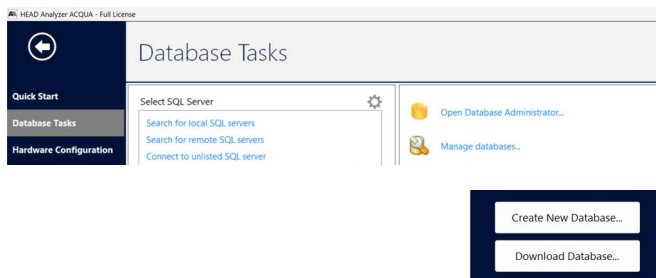 HEAD Analyzer ACQUA - Full License
Database Tasks
Quick Start
Database Tasks
Hardware Configuration
Select SQL Server
Search for local SQL servers
Search for remote SQL servers
Connect to unlisted SQL server
Open Database Administrator...
Manage databases...
Create New Database...
Download Database...